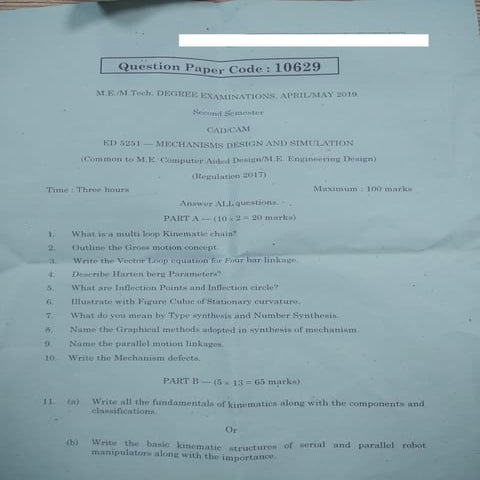 Question Paper Code : 10629
M.E./M.Tech. DEGREE EXAMINATIONS, APRIL/MAY 2019.
Second Semester
CAD/CAM
ED 5251 — MECHANISMS DESIGN AND SIMULATION
(Common to M.E. Computer Aided Design/M.E. Engineering Design)
(Regulation 2017)
Time : Three hours Maximum : 100 marks
Answer ALL questions.
PART A — (10 × 2 = 20 marks)
1. What is a multi loop Kinematic chain?
2. Outline the Gross motion concept.
3. Write the Vector Loop equation for Four bar linkage.
4. Describe Harten berg Parameters?
5. What are Inflection Points and Inflection circle?
6. Illustrate with Figure Cubic of Stationary curvature.
7. What do you mean by Type synthesis and Number Synthesis.
8. Name the Graphical methods adopted in synthesis of mechanism.
9. Name the parallel motion linkages.
10. Write the Mechanism defects.
PART B — (5 × 13 = 65 marks)
11. (a) Write all the fundamentals of kinematics along with the components and
classifications.
Or
(b) Write the basic kinematic structures of serial and parallel robot
manipulators along with the importance.